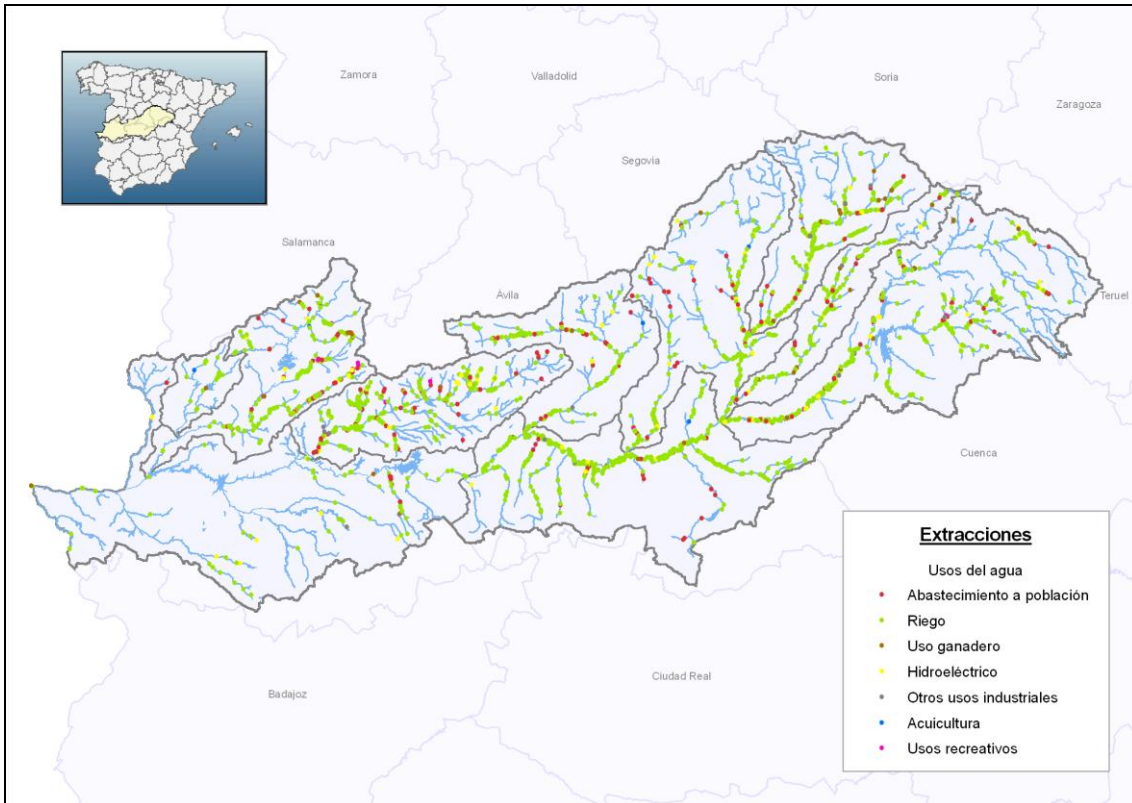 Zamora
Valladolid
Soria
Zaragoza
Segovia
Salamanca
Ávila
Teruel
Cuenca
Ciudad Real
Badajoz
Extracciones
Usos del agua
Abastecimiento a población
Riego
Uso ganadero
Hidroeléctrico
Otros usos industriales
Acuicultura
Usos recreativos